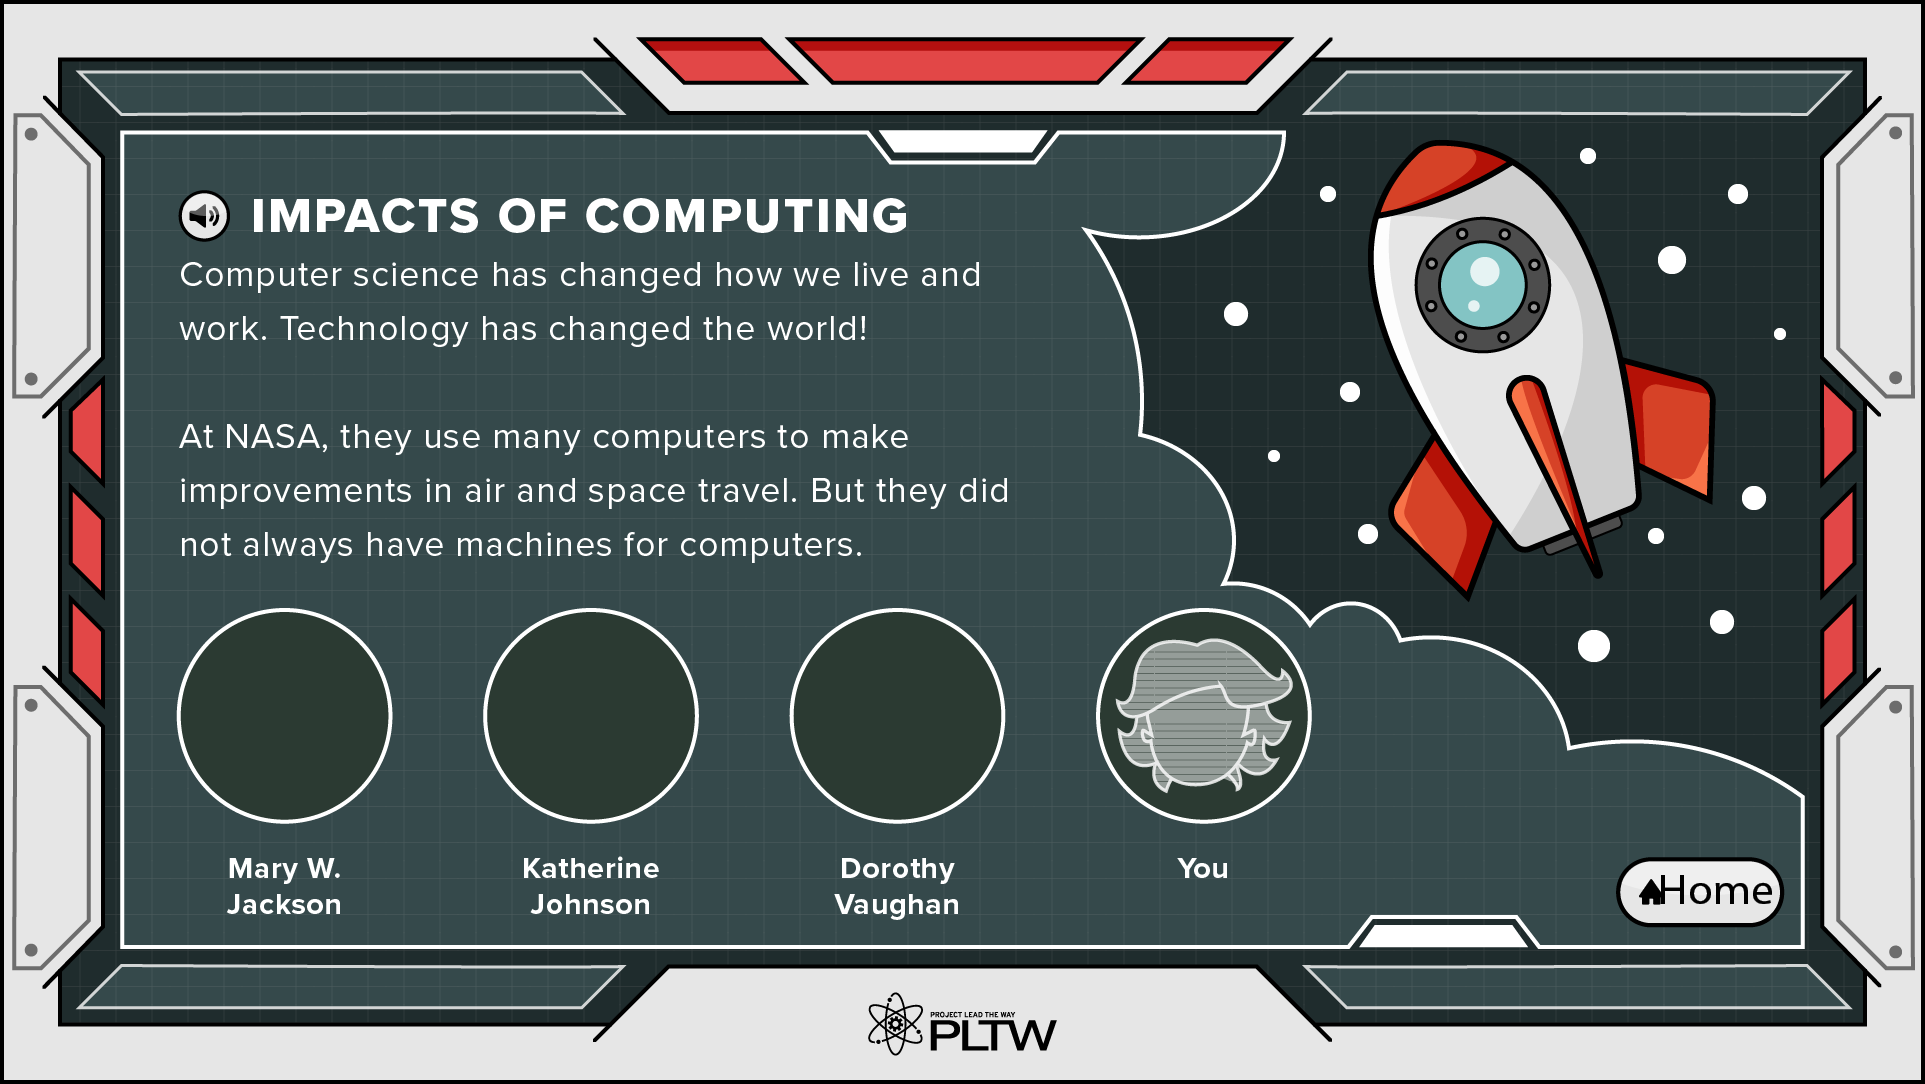 IMPACTS OF COMPUTING
Computer science has changed how we live and
work. Technology has changed the world!
At NASA, they use many computers to make
improvements in air and space travel. But they did
not always have machines for computers.
Mary W.
Jackson
Katherine
Johnson
Dorothy
Vaughan
You
Home
PROJECT LEAD THE WAY
PLTW